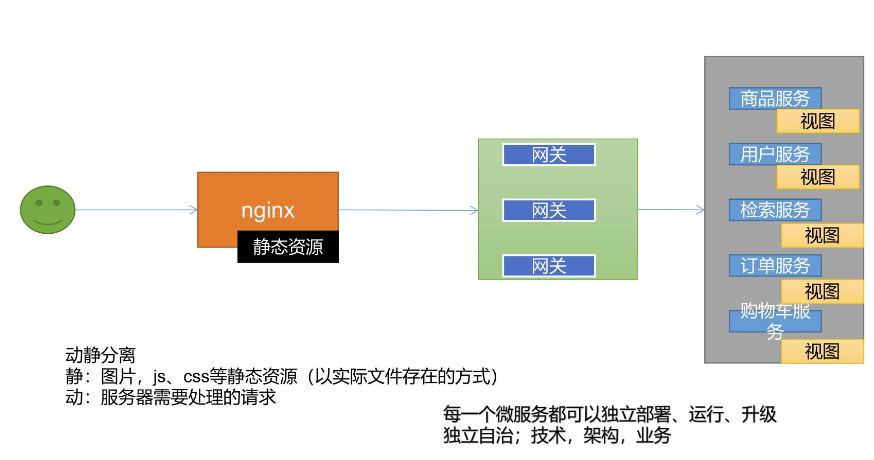 nginx
静态资源
网关
网关
网关
商品服务
视图
用户服务
视图
检索服务
视图
订单服务
视图
购物车服
务
视图
动静分离
静：图片，js、css等静态资源（以实际文件存在的方式）
动：服务器需要处理的请求
每一个微服务都可以独立部署、运行、升级
独立自治；技术，架构，业务